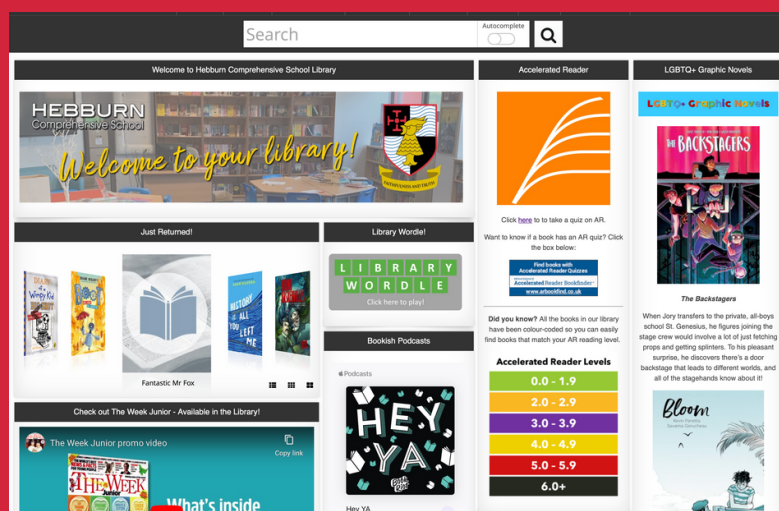 Search
Autocomplete
Welcome to Hebburn Comprehensive School Library
HEBBURN
Comprehensive School
Welcome to your library!
Just Returned!
Wimpy Kid
HISTORY
IS ALL
YOU
LEFT
ME
Fantastic Mr Fox
Check out The Week Junior - Available in the Library!
The Week Junior promo video
Copy link
THE WEEK
Junior
What's inside
Library Wordle!
LIBRARY
WORDLE
Click here to play!
Bookish Podcasts
Podcasts
HEY
YA
Hey YA
Accelerated Reader
Click here to to take a quiz on AR.
Want to know if a book has an AR quiz? Click
the box below:
Find books with
Accelerated Reader Quizzes
Accelerated Reader Bookfinder
www.arbookfind.co.uk
Did you know? All the books in our library
have been colour-coded so you can easily
find books that match your AR reading level.
Accelerated Reader Levels
0.0 - 1.9
2.0 - 2.9
3.0 - 3.9
4.0 - 4.9
5.0 - 5.9
6.0+
LGBTQ+ Graphic Novels
LGBTQ+ Graphic Novels
THE BACKSTAGERS
The Backstagers
When Jory transfers to the private, all-boys
school St. Genesius, he figures joining the
stage crew would involve a lot of just fetching
props and getting splinters. To his pleasant
surprise, he discovers there's a door
backstage that leads to different worlds, and
all of the stagehands know about it!
Bloom